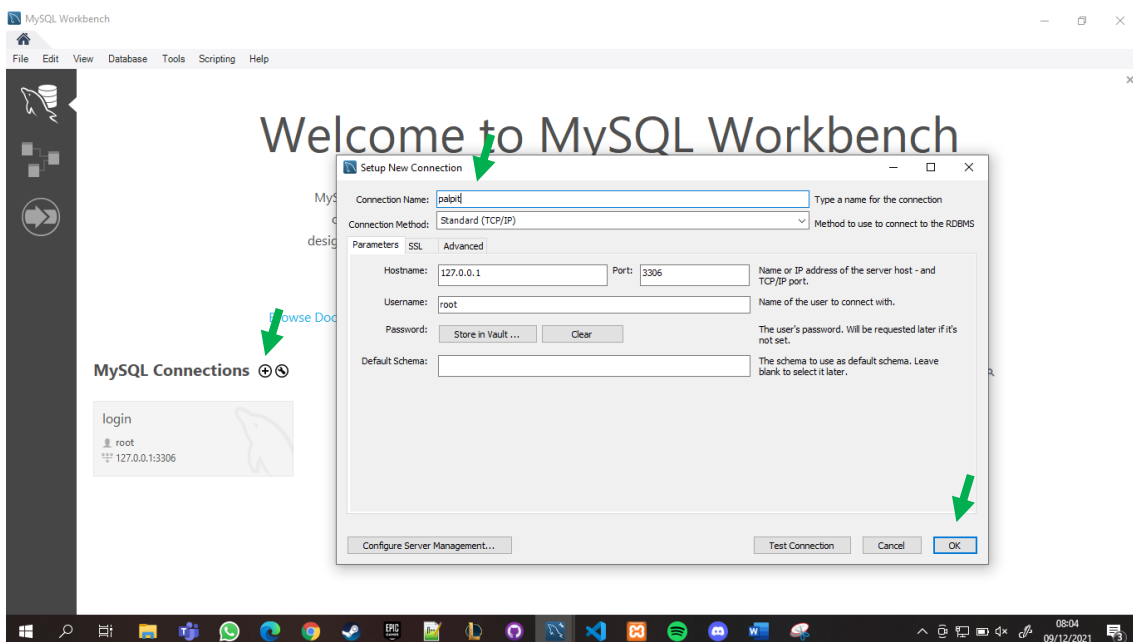 MySQL Workbench
File Edit View Database Tools Scripting Help
Welcome to MySQL Workbench
Setup New Connection
Connection Name: palpit Type a name for the connection
Connection Method: Standard (TCP/IP) Method to use to connect to the RDBMS
Parameters SSL Advanced
Hostname: 127.0.0.1 Port: 3306 Name or IP address of the server host - and
TCP/IP port.
Username: root Name of the user to connect with.
Password: Store in Vault ... Clear The user's password. Will be requested later if it's
not set.
Default Schema: The schema to use as default schema. Leave
blank to select it later.
Configure Server Management... Test Connection Cancel OK
MyS
desig
Browse Doc
MySQL Connections
login
root
127.0.0.1:3306
EPIC
08:04
09/12/2021
3